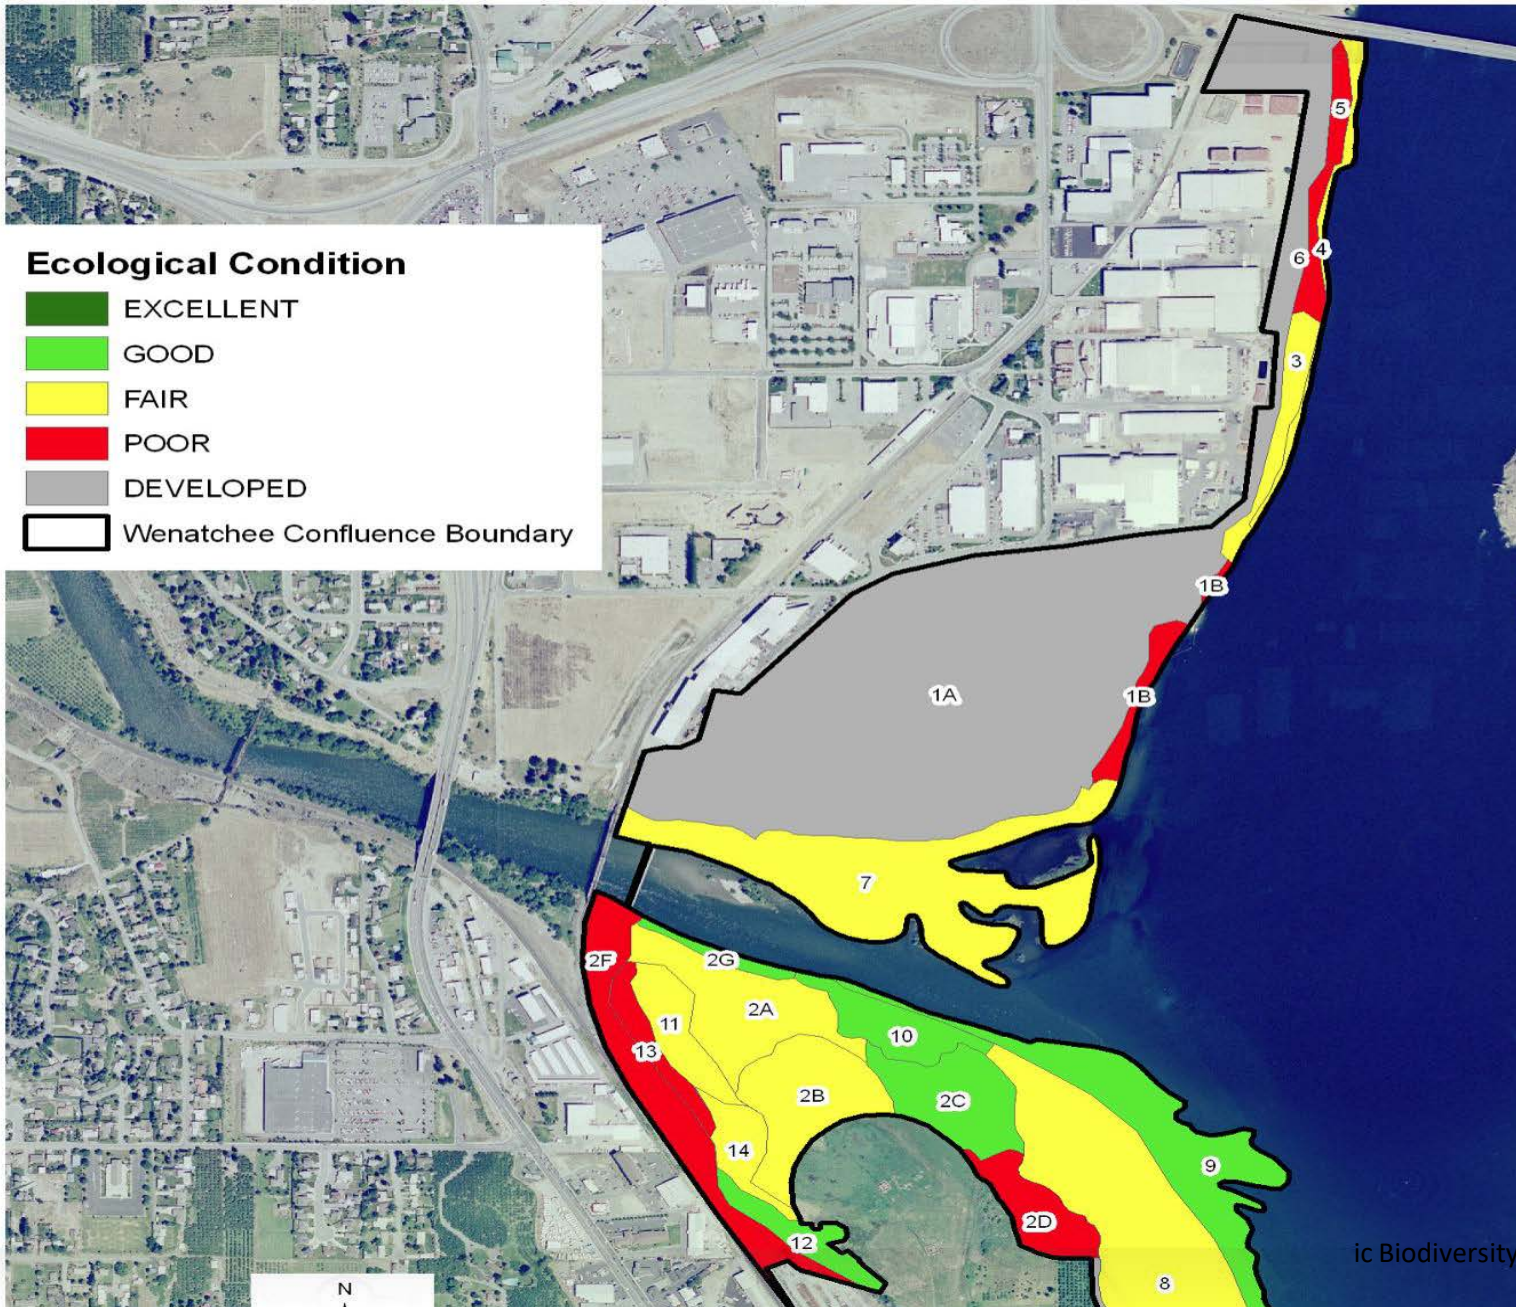 Ecological Condition
EXCELLENT
GOOD
FAIR
POOR
DEVELOPED
Wenatchee Confluence Boundary
5
4
6
3
1B
1A
1B
7
2F
2G
2A
11
10
13
2B
2C
14
9
2D
12
8
ic Biodiversity
N